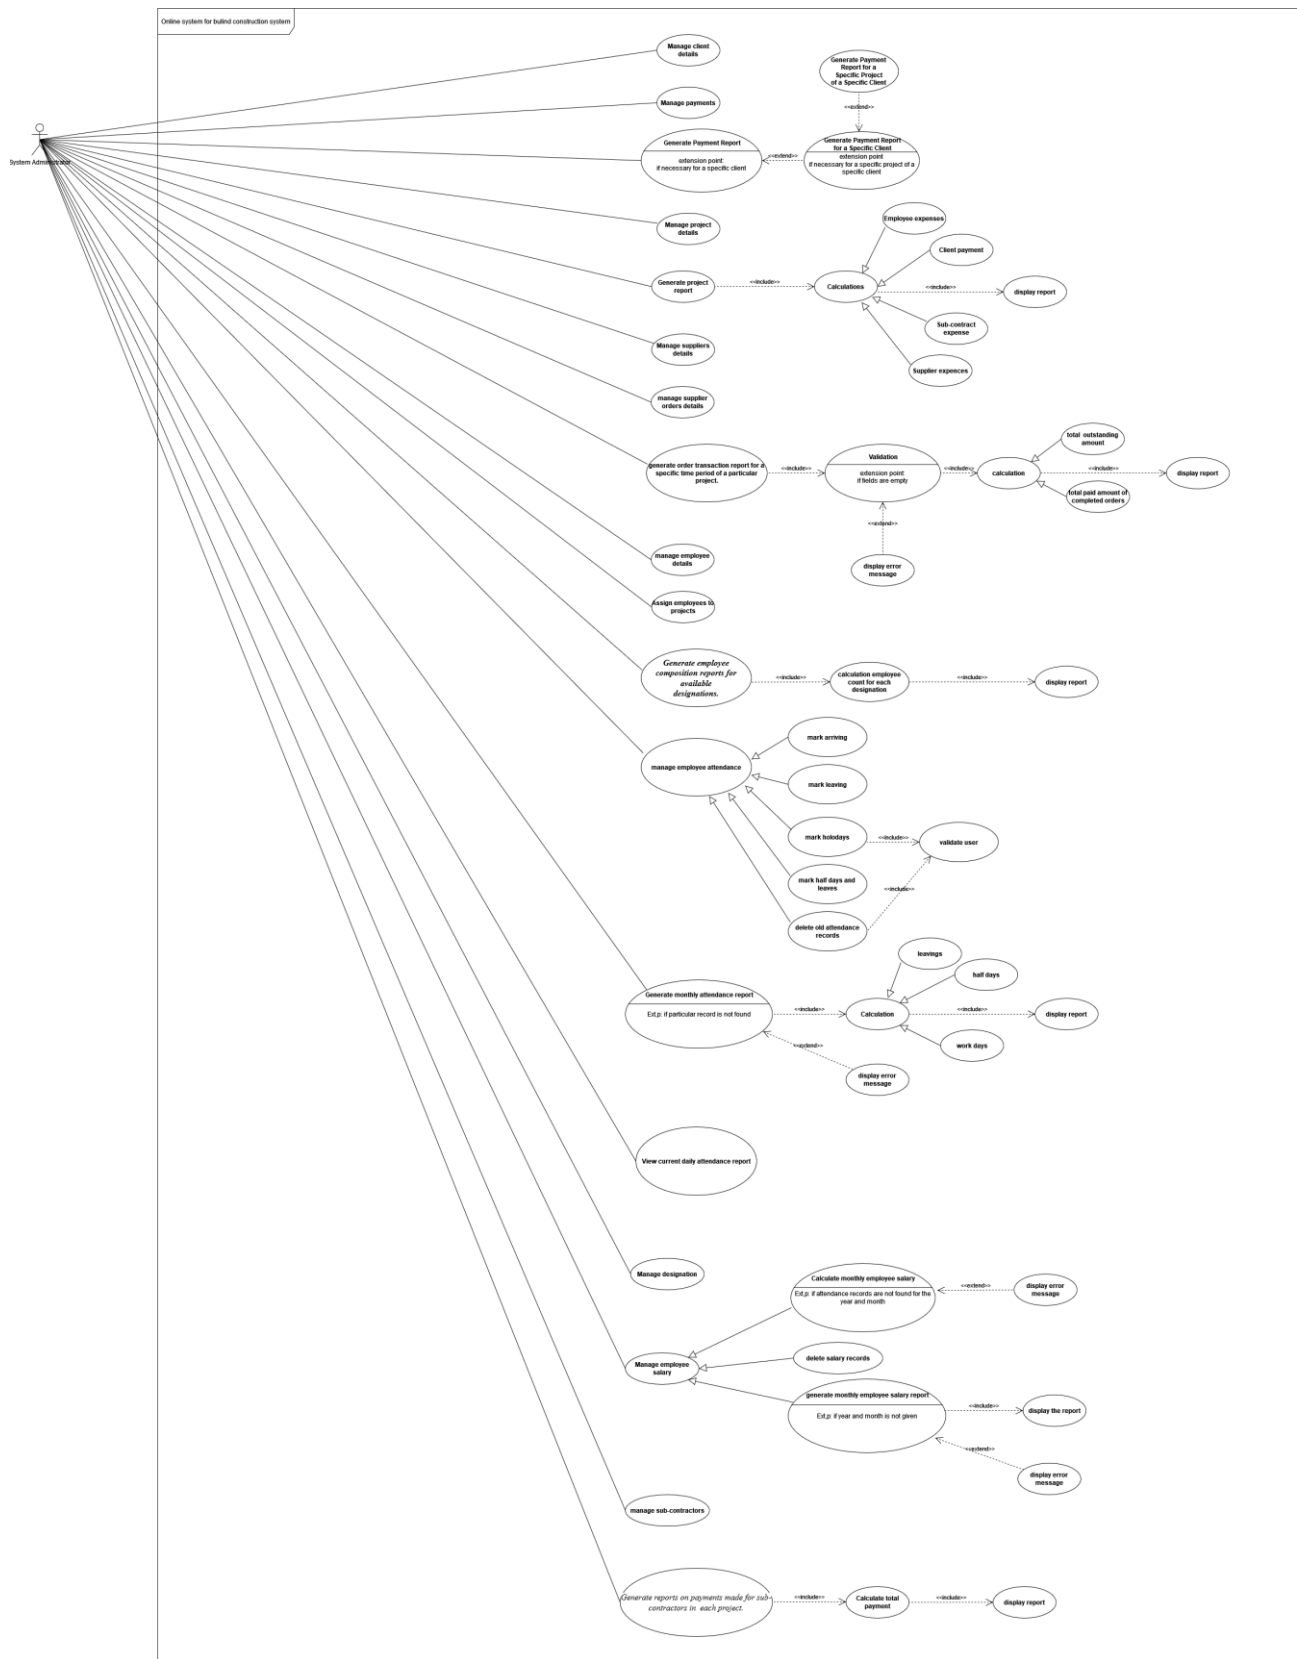 Online system for bulind construction system
Manage client
details
Generate Payment
Report for a
Specific Project
of a Specific Client
Manage payments
<<extend>>
System Administrator
Generate Payment Report
extension point:
if necessary for a specific client
<<extend>>
Generate Payment Report
for a Specific Client
extension point
if necessary for a specific project of a
specific client
Employee expenses
Manage project
details
Client payment
Generate project
report
<<include>>
Calculations
<<include>>
display report
Sub-contract
expense
Manage suppliers
details
Supplier expences
manage supplier
orders details
total outstanding
amount
generate order transaction report for a
specific time period of a particular
project.
<<include>>
Validation
extension point:
if fields are empty
<<include>>
calculation
<<include>>
display report
total paid amount of
completed orders
<<extend>>
manage employee
details
display error
message
Assign employees to
projects
Generate employee
composition reports for
available
designations.
<<include>>
calculation employee
count for each
designation
<<include>>
display report
mark arriving
manage employee attendance
mark leaving
mark holodays
<<include>>
validate user
mark half days and
leaves
<<include>>
delete old attendance
records
leavings
half days
Generate monthly attendance report
Ext,p: if particular record is not found
<<include>>
Calculation
<<include>>
display report
work days
<<extend>>
display error
message
View current daily attendance report
Manage designation
Calculate monthly employee salary
Ext,p: if attendance records are not found for the
year and month
<<extend>>
display error
message
Manage employee
salary
delete salary records
generate monthly employee salary report
Ext,p: if year and month is not given
<<include>>
display the report
<<extend>>
display error
message
manage sub-contractors
Generate reports on payments made for sub-
contractors in each project.
<<include>>
Calculate total
payment
<<include>>
display report